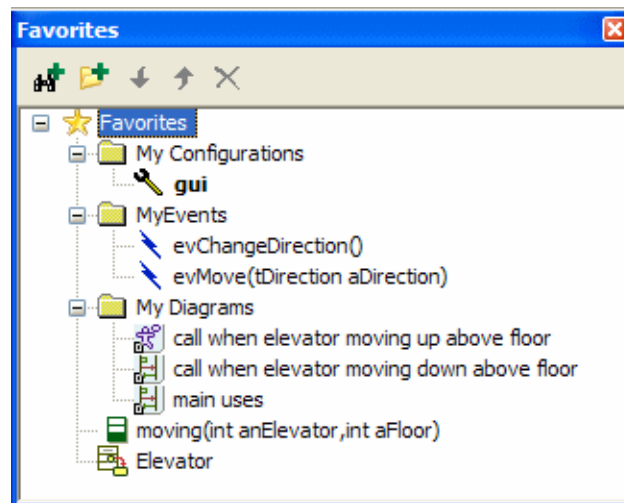 Favorites
Favorites
My Configurations
gui
MyEvents
evChangeDirection()
evMove(tDirection aDirection)
My Diagrams
call when elevator moving up above floor
call when elevator moving down above floor
main uses
moving(int anElevator,int aFloor)
Elevator